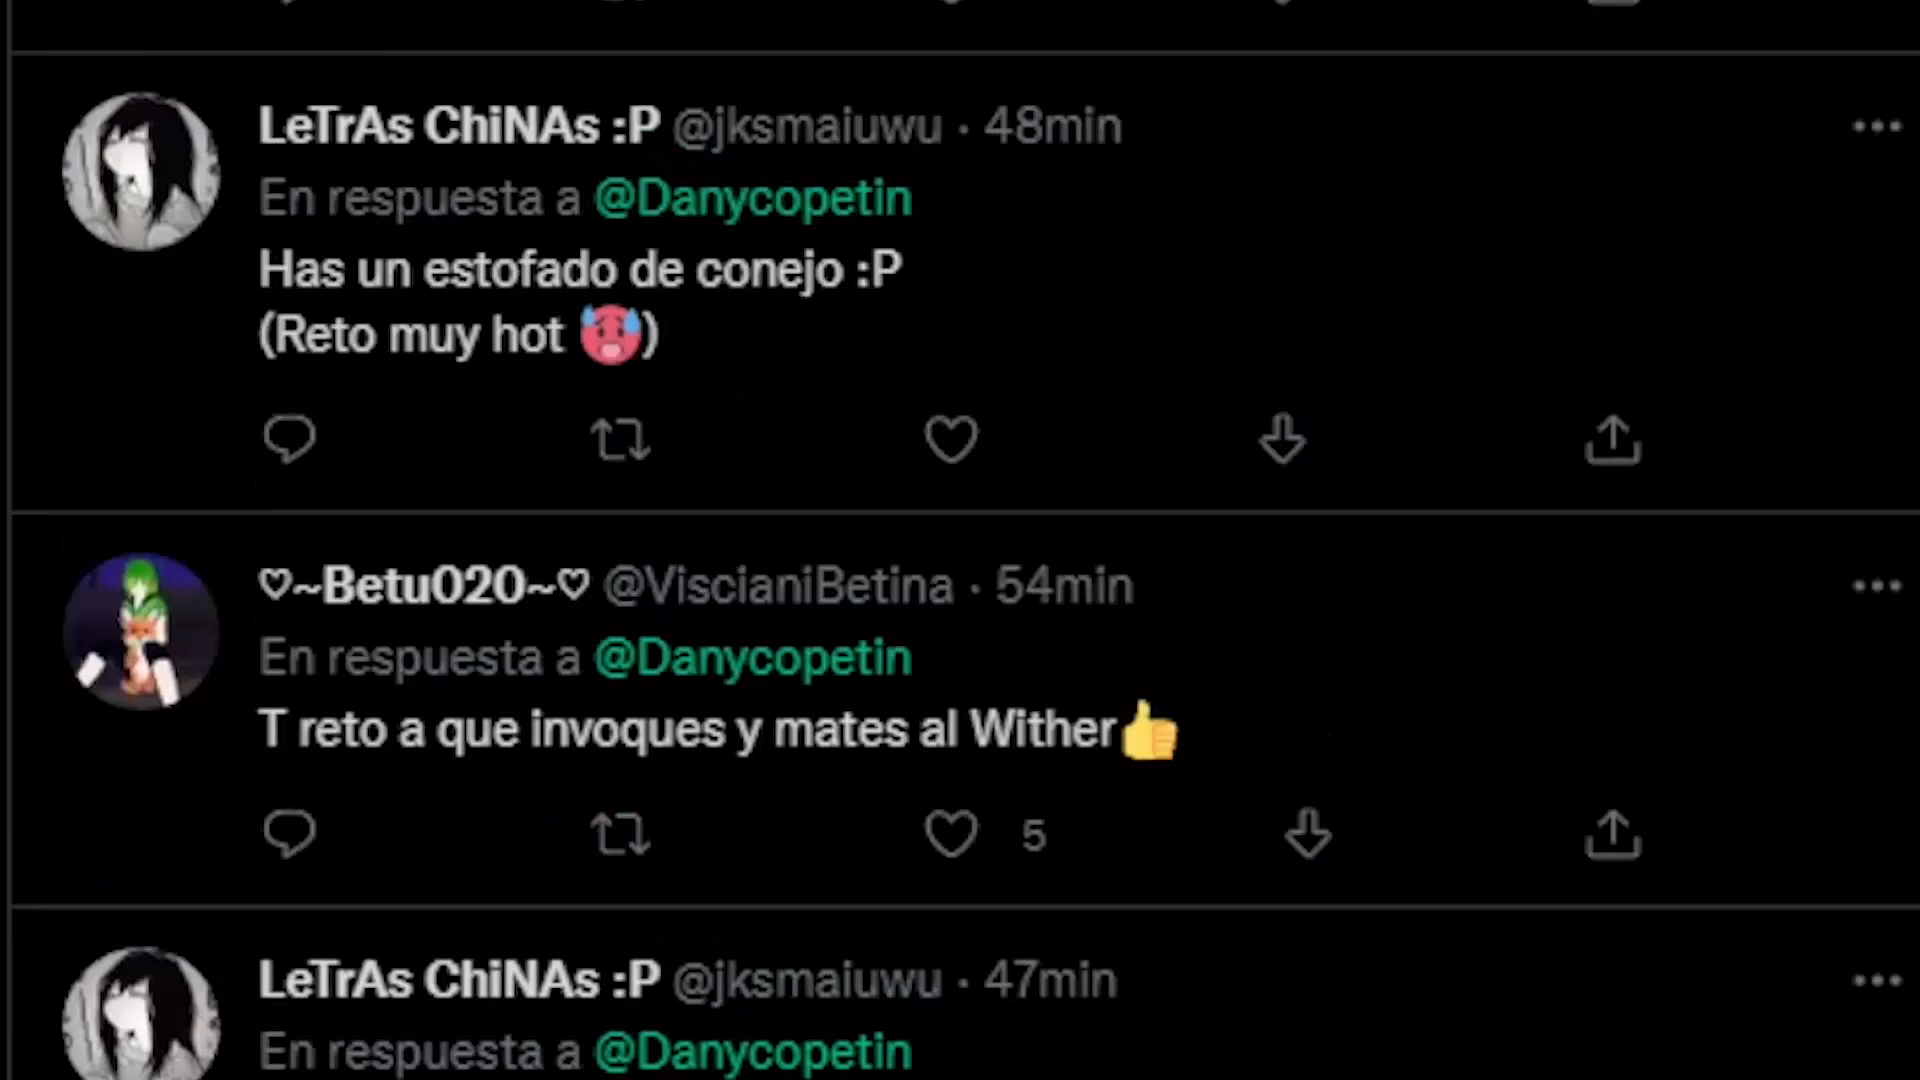 LeTrAs ChiNAs :P @jksmaiuwu · 48min
En respuesta a @Danycopetin
Has un estofado de conejo :P
(Reto muy hot 🥵)
♡~Betu020~♡ @ViscianiBetina · 54min
En respuesta a @Danycopetin
T reto a que invoques y mates al Wither👍
5
LeTrAs ChiNAs :P @jksmaiuwu · 47min
En respuesta a @Danycopetin